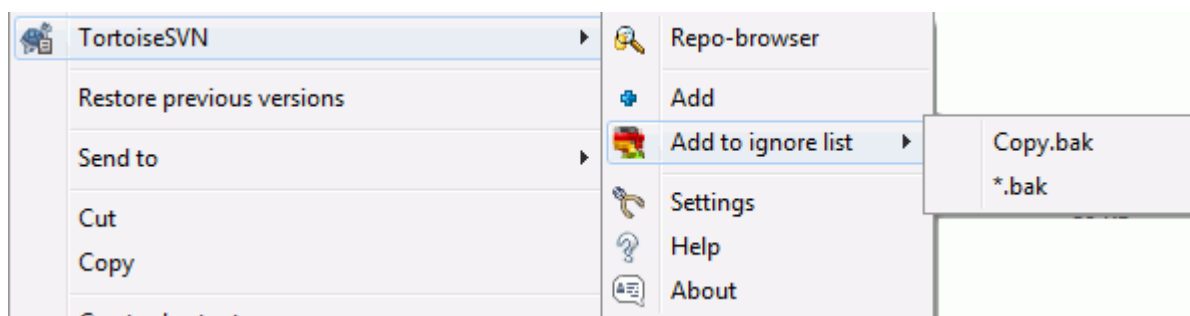 TortoiseSVN
Restore previous versions
Send to
Cut
Copy
Repo-browser
Add
Add to ignore list
Settings
Help
About
Copy.bak
*.bak